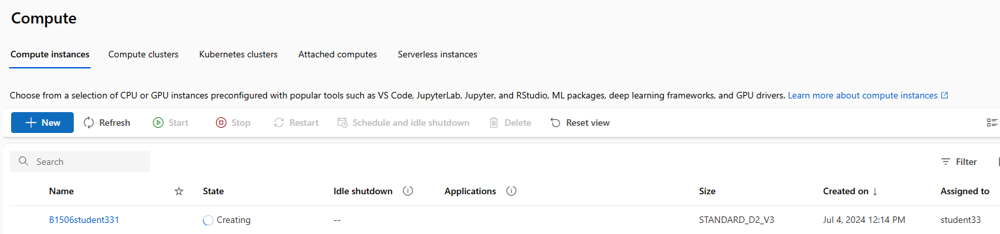 Compute
Compute instances Compute clusters Kubernetes clusters Attached computes Serverless instances
Choose from a selection of CPU or GPU instances preconfigured with popular tools such as VS Code, JupyterLab, Jupyter, and RStudio, ML packages, deep learning frameworks, and GPU drivers. Learn more about compute instances
New Refresh Start Stop Restart Schedule and idle shutdown Delete Reset view
Search Filter
Name State Idle shutdown Applications Size Created on ↓ Assigned to
B1506student331 Creating -- STANDARD_D2_V3 Jul 4, 2024 12:14 PM student33